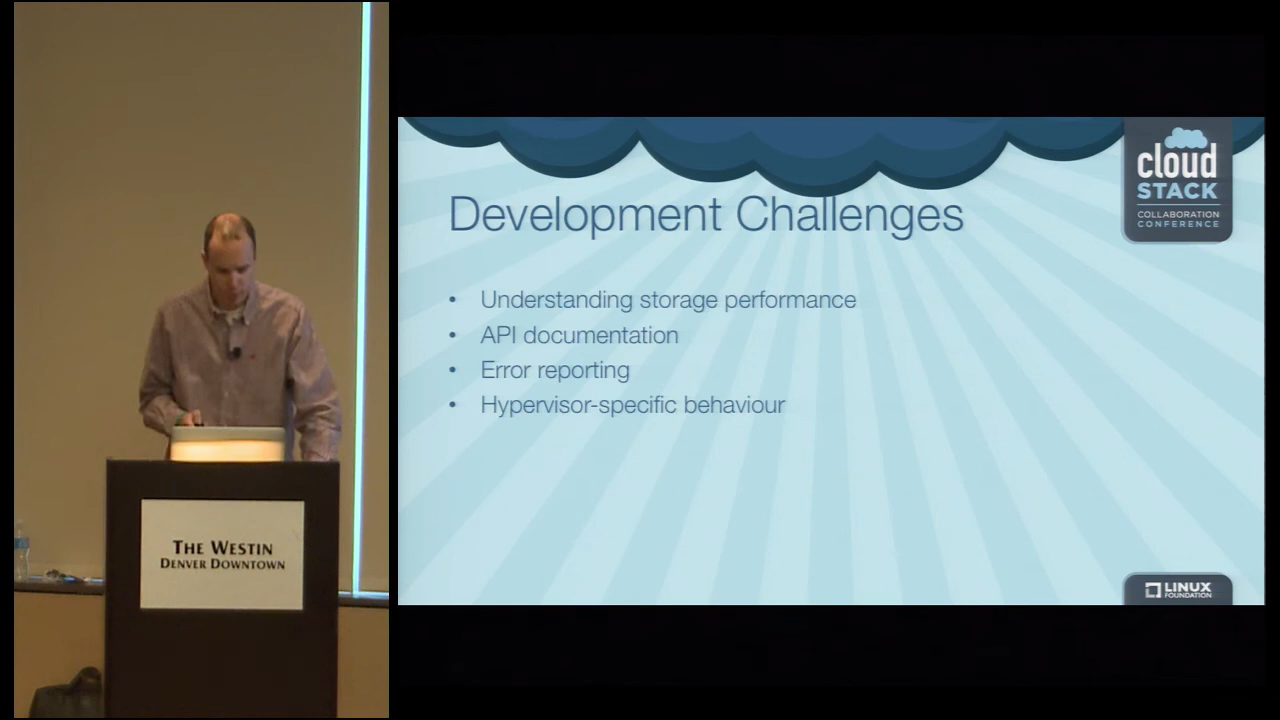 Development Challenges
• Understanding storage performance
• API documentation
• Error reporting
• Hypervisor-specific behaviour
cloud
STACK
COLLABORATION
CONFERENCE
THE WESTIN
DENVER DOWNTOWN
LINUX
FOUNDATION